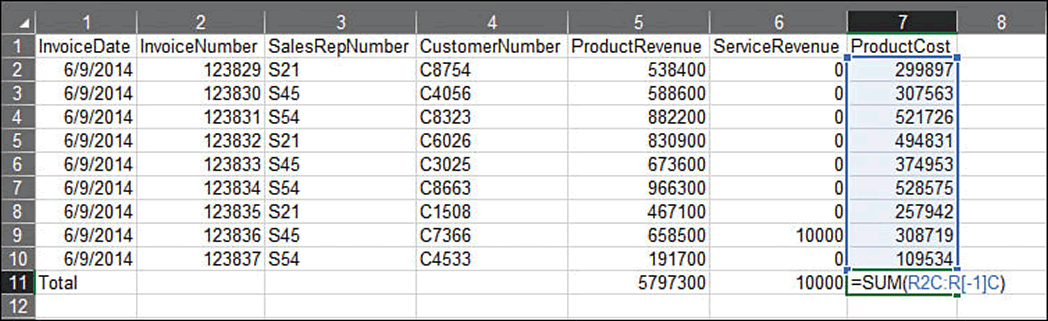 1 2 3 4 5 6 7 8
1 InvoiceDate InvoiceNumber SalesRepNumber CustomerNumber ProductRevenue ServiceRevenue ProductCost
2 6/9/2014 123829 S21 C8754 538400 0 299897
3 6/9/2014 123830 S45 C4056 588600 0 307563
4 6/9/2014 123831 S54 C8323 882200 0 521726
5 6/9/2014 123832 S21 C6026 830900 0 494831
6 6/9/2014 123833 S45 C3025 673600 0 374953
7 6/9/2014 123834 S54 C8663 966300 0 528575
8 6/9/2014 123835 S21 C1508 467100 0 257942
9 6/9/2014 123836 S45 C7366 658500 10000 308719
10 6/9/2014 123837 S54 C4533 191700 0 109534
11 Total 5797300 10000 =SUM(R2C:R[-1]C)
12